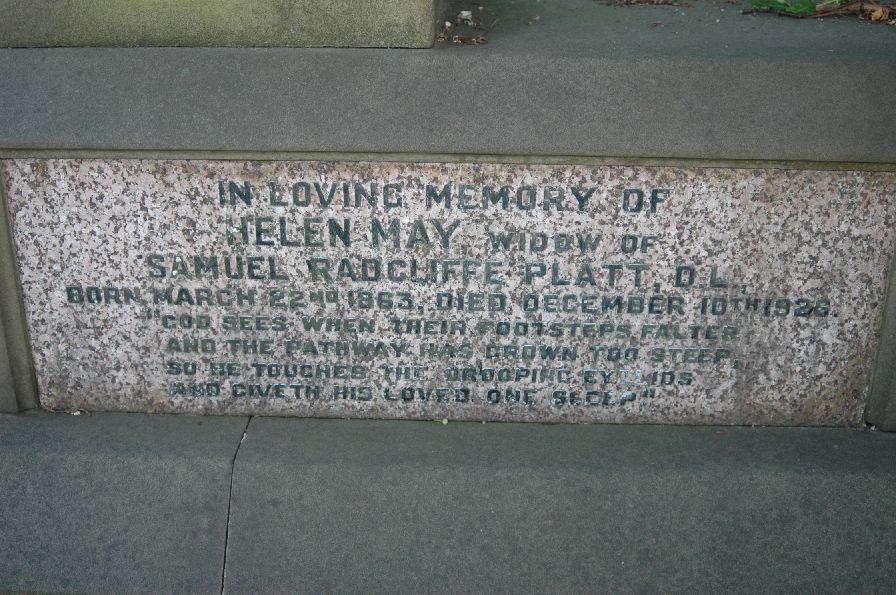 IN LOVING MEMORY OF
HELEN MAY, WIDOW OF
SAMUEL RADCLIFFE PLATT, D.L.,
BORN MARCH 22ND 1863, DIED DECEMBER 10TH 1926.
"GOD SEES WHEN THEIR FOOTSTEPS FALTER
AND THE PATHWAY HAS GROWN TOO STEEP,
SO HE TOUCHES THE DROOPING EYELIDS
AND GIVETH HIS LOVED ONE SLEEP"